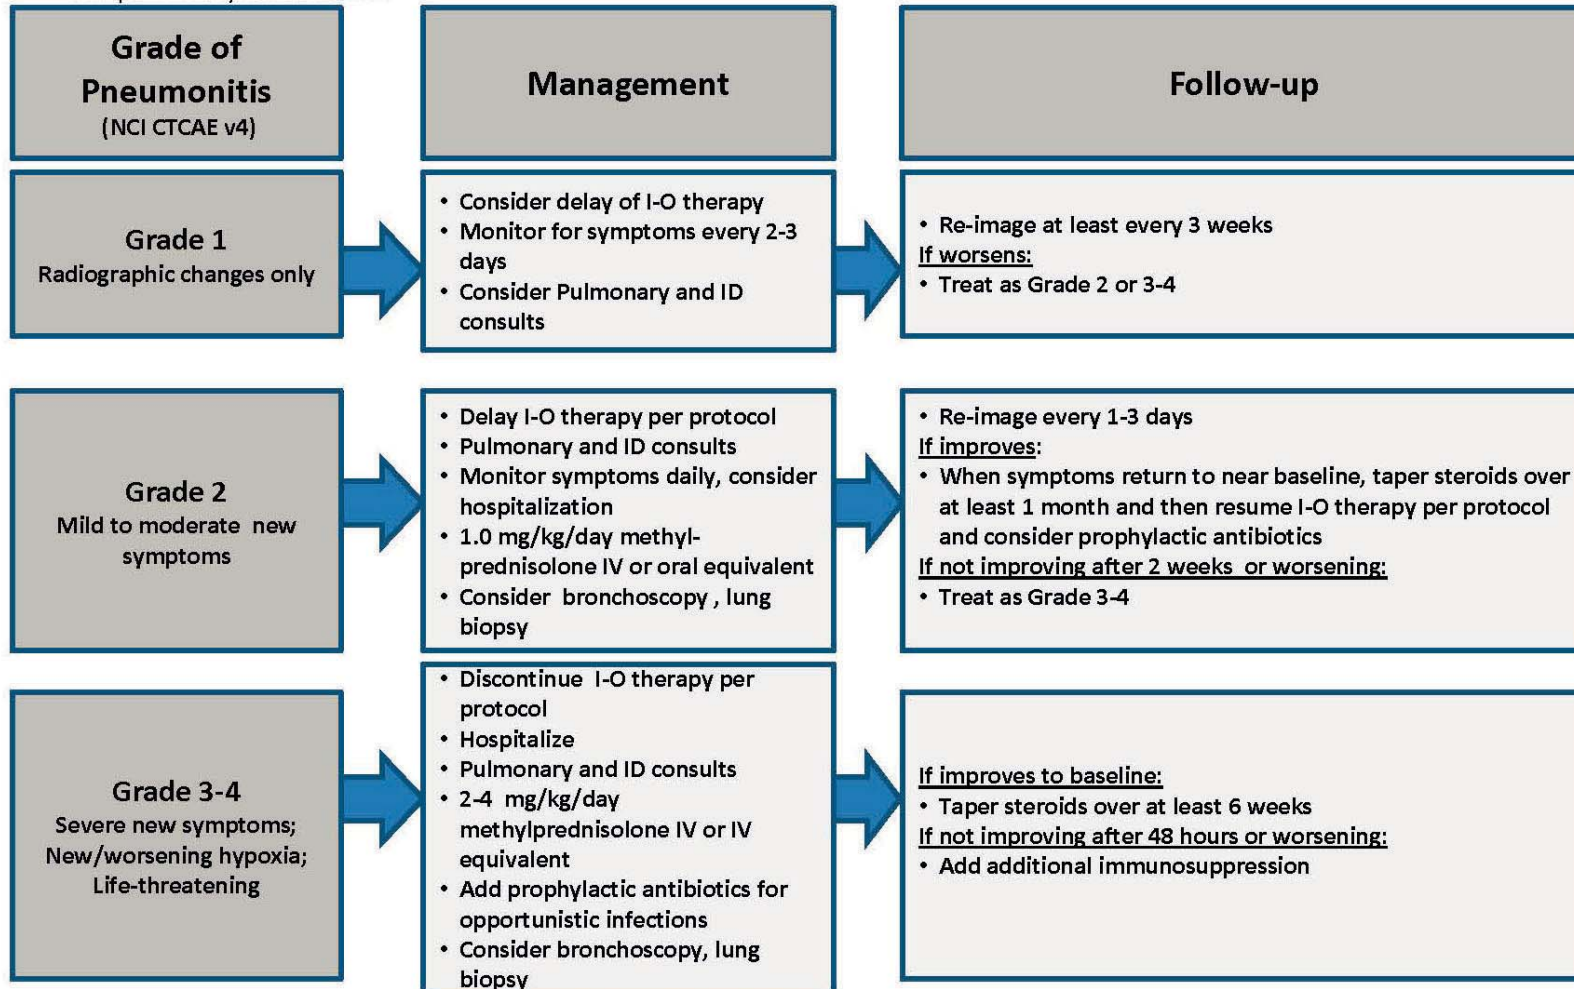 Grade of
Pneumonitis
(NCI CTCAE v4)
Management
Follow-up
Grade 1
Radiographic changes only
• Consider delay of I-O therapy
• Monitor for symptoms every 2-3
days
• Consider Pulmonary and ID
consults
• Re-image at least every 3 weeks
If worsens:
• Treat as Grade 2 or 3-4
Grade 2
Mild to moderate new
symptoms
• Delay I-O therapy per protocol
• Pulmonary and ID consults
• Monitor symptoms daily, consider
hospitalization
• 1.0 mg/kg/day methyl-
prednisolone IV or oral equivalent
• Consider bronchoscopy , lung
biopsy
• Re-image every 1-3 days
If improves:
• When symptoms return to near baseline, taper steroids over
at least 1 month and then resume I-O therapy per protocol
and consider prophylactic antibiotics
If not improving after 2 weeks or worsening:
• Treat as Grade 3-4
Grade 3-4
Severe new symptoms;
New/worsening hypoxia;
Life-threatening
• Discontinue I-O therapy per
protocol
• Hospitalize
• Pulmonary and ID consults
• 2-4 mg/kg/day
methylprednisolone IV or IV
equivalent
• Add prophylactic antibiotics for
opportunistic infections
• Consider bronchoscopy, lung
biopsy
If improves to baseline:
• Taper steroids over at least 6 weeks
If not improving after 48 hours or worsening:
• Add additional immunosuppression